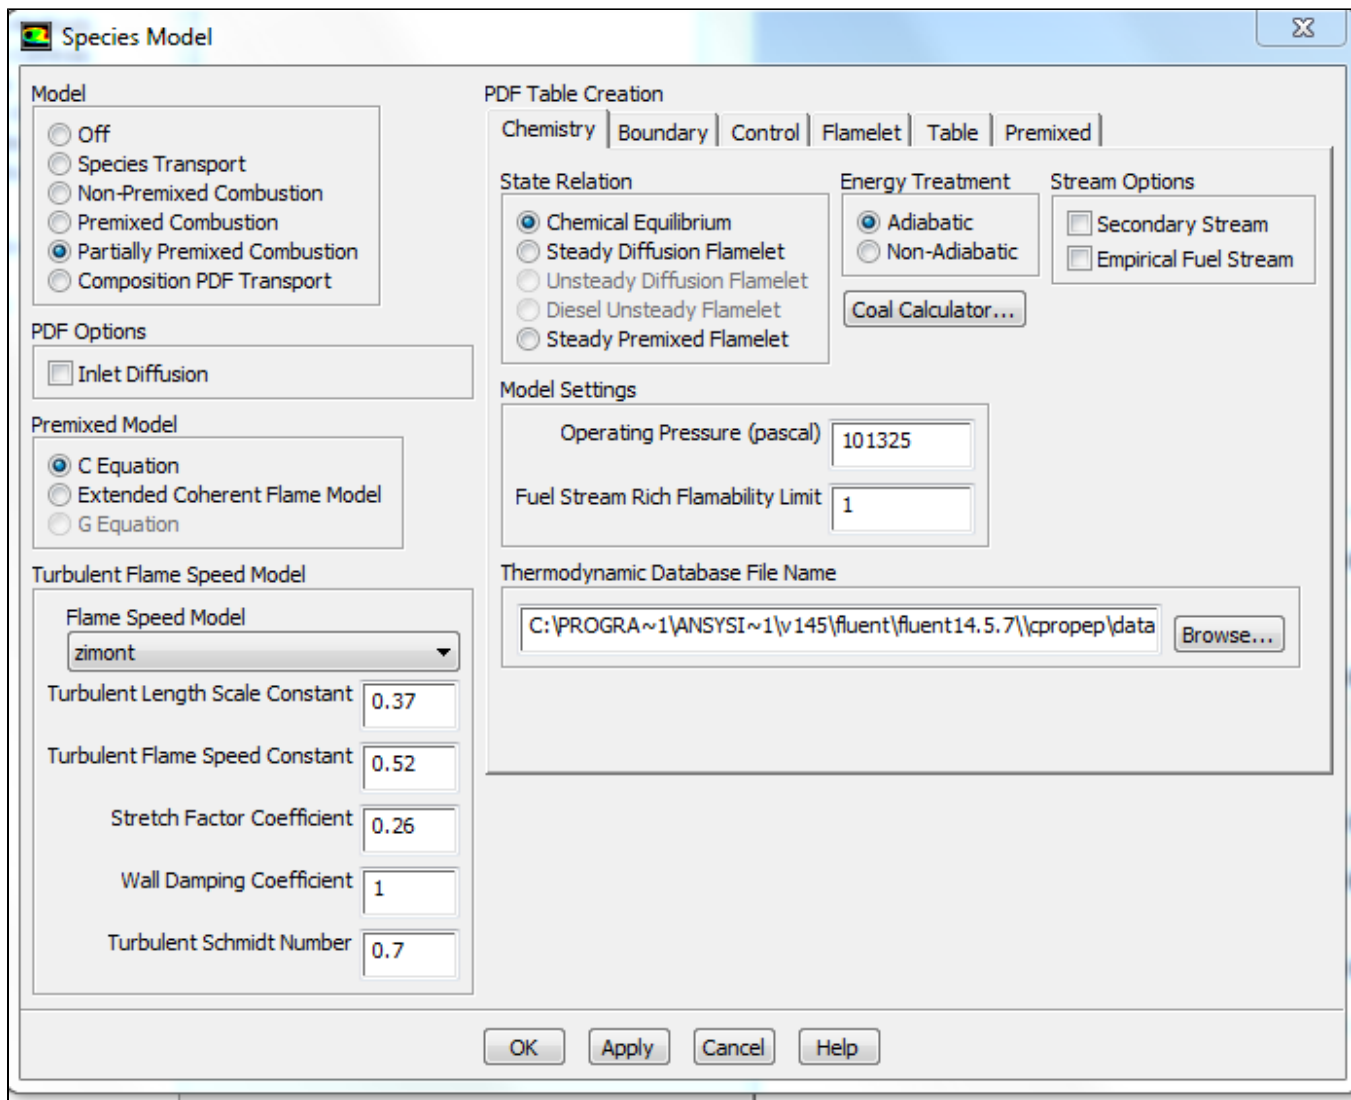 Species Model
Model
Off
Species Transport
Non-Premixed Combustion
Premixed Combustion
Partially Premixed Combustion
Composition PDF Transport
PDF Options
Inlet Diffusion
Premixed Model
C Equation
Extended Coherent Flame Model
G Equation
Turbulent Flame Speed Model
Flame Speed Model
zimont
Turbulent Length Scale Constant 0.37
Turbulent Flame Speed Constant 0.52
Stretch Factor Coefficient 0.26
Wall Damping Coefficient 1
Turbulent Schmidt Number 0.7
PDF Table Creation
Chemistry Boundary Control Flamelet Table Premixed
State Relation
Chemical Equilibrium
Steady Diffusion Flamelet
Unsteady Diffusion Flamelet
Diesel Unsteady Flamelet
Steady Premixed Flamelet
Energy Treatment
Adiabatic
Non-Adiabatic
Coal Calculator...
Stream Options
Secondary Stream
Empirical Fuel Stream
Model Settings
Operating Pressure (pascal) 101325
Fuel Stream Rich Flamability Limit 1
Thermodynamic Database File Name
C:\PROGRA~1\ANSYSI~1\v145\fluent\fluent14.5.7\\cpropep\data Browse...
OK Apply Cancel Help